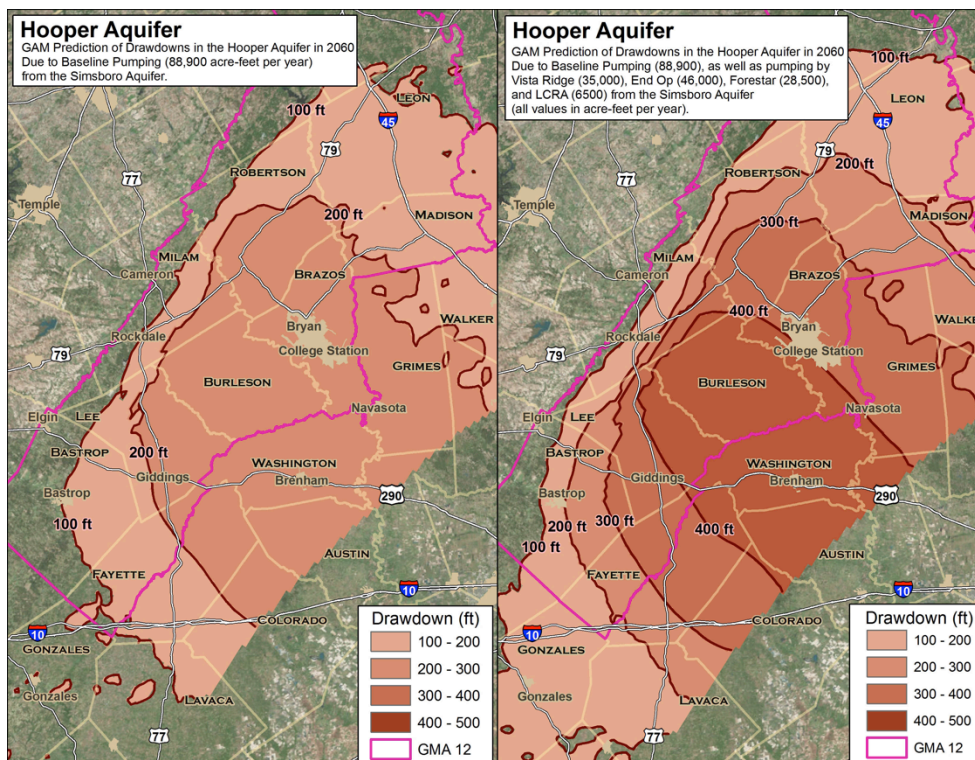 Hooper Aquifer
GAM Prediction of Drawdowns in the Hooper Aquifer in 2060
Due to Baseline Pumping (88,900 acre-feet per year)
from the Simsboro Aquifer.
100 ft
LEON
45
79
77
ROBERTSON
Temple
200 ft
MADISON
MILAM
Cameron
BRAZOS
WALKER
Rockdale
Bryan
79
College Station
GRIMES
BURLESON
Navasota
Elgin
LEE
BASTROP
200 ft
WASHINGTON
Giddings
Brenham
Bastrop
290
100 ft
AUSTIN
FAYETTE
10
COLORADO
10
GONZALES
Gonzales
LAVACA
77
Drawdown (ft)
100 - 200
200 - 300
300 - 400
400 - 500
GMA 12
Hooper Aquifer
GAM Prediction of Drawdowns in the Hooper Aquifer in 2060
Due to Baseline Pumping (88,900), as well as pumping by
Vista Ridge (35,000), End Op (46,000), Forestar (28,500),
and LCRA (6500) from the Simsboro Aquifer
(all values in acre-feet per year).
100 ft
LEON
45
79
77
200 ft
ROBERTSON
Temple
300 ft
MADISON
MILAM
Cameron
BRAZOS
400 ft
WALKE
Rockdale
Bryan
79
College Station
GRIMES
BURLESON
Navasota
Elgin
LEE
BASTROP
WASHINGTON
Giddings
Brenham
Bastrop
290
200 ft
300 ft
400 ft
100 ft
AUSTIN
FAYETTE
10
COLORADO
10
GONZALES
Gonzales
LAVACA
77
Drawdown (ft)
100 - 200
200 - 300
300 - 400
400 - 500
GMA 12